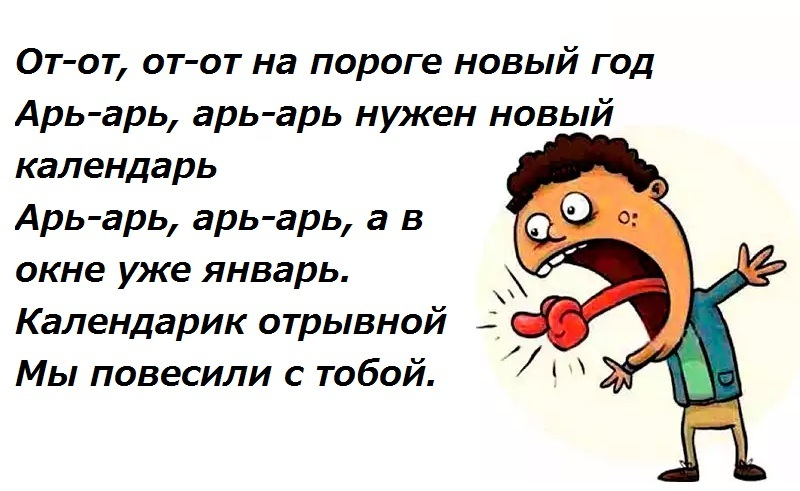 От-от, от-от на пороге новый год
Арь-арь, арь-арь нужен новый
календарь
Арь-арь, арь-арь, а в
окне уже январь.
Календарик отрывной
Мы повесили с тобой.